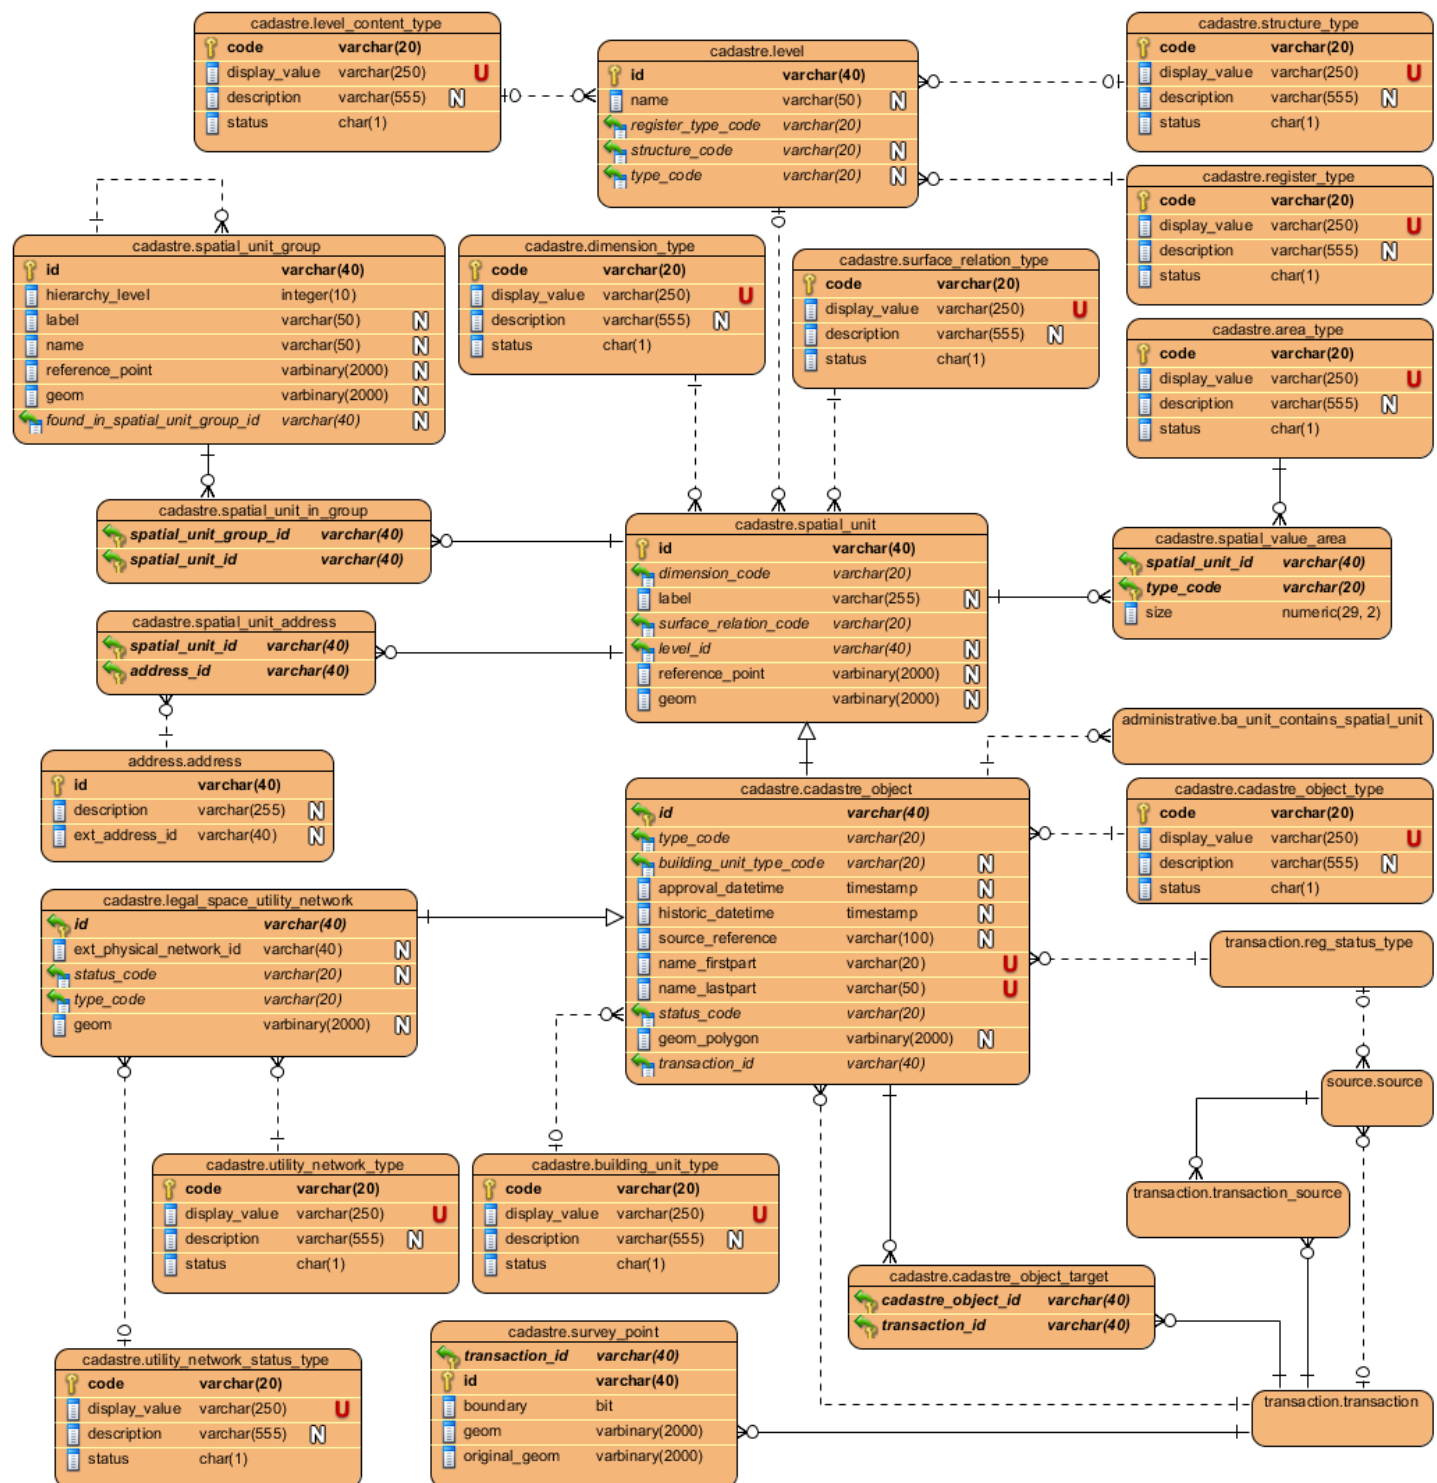 cadastre.level_content_type
code varchar(20)
display_value varchar(250) U
description varchar(555) N
status char(1)
cadastre.level
id varchar(40)
name varchar(50) N
register_type_code varchar(20)
structure_code varchar(20) N
type_code varchar(20) N
cadastre.structure_type
code varchar(20)
display_value varchar(250) U
description varchar(555) N
status char(1)
cadastre.register_type
code varchar(20)
display_value varchar(250) U
description varchar(555) N
status char(1)
cadastre.spatial_unit_group
id varchar(40)
hierarchy_level integer(10)
label varchar(50) N
name varchar(50) N
reference_point varbinary(2000) N
geom varbinary(2000) N
found_in_spatial_unit_group_id varchar(40) N
cadastre.dimension_type
code varchar(20)
display_value varchar(250) U
description varchar(555) N
status char(1)
cadastre.surface_relation_type
code varchar(20)
display_value varchar(250) U
description varchar(555) N
status char(1)
cadastre.area_type
code varchar(20)
display_value varchar(250) U
description varchar(555) N
status char(1)
cadastre.spatial_unit_in_group
spatial_unit_group_id varchar(40)
spatial_unit_id varchar(40)
cadastre.spatial_unit
id varchar(40)
dimension_code varchar(20)
label varchar(255) N
surface_relation_code varchar(20)
level_id varchar(40) N
reference_point varbinary(2000) N
geom varbinary(2000) N
cadastre.spatial_value_area
spatial_unit_id varchar(40)
type_code varchar(20)
size numeric(29, 2)
cadastre.spatial_unit_address
spatial_unit_id varchar(40)
address_id varchar(40)
administrative.ba_unit_contains_spatial_unit
address.address
id varchar(40)
description varchar(255) N
ext_address_id varchar(40) N
cadastre.cadastre_object
id varchar(40)
type_code varchar(20)
building_unit_type_code varchar(20) N
approval_datetime timestamp N
historic_datetime timestamp N
source_reference varchar(100) N
name_firstpart varchar(20) U
name_lastpart varchar(50) U
status_code varchar(20)
geom_polygon varbinary(2000) N
transaction_id varchar(40)
cadastre.cadastre_object_type
code varchar(20)
display_value varchar(250) U
description varchar(555) N
status char(1)
cadastre.legal_space_utility_network
id varchar(40)
ext_physical_network_id varchar(40) N
status_code varchar(20) N
type_code varchar(20)
geom varbinary(2000) N
transaction.reg_status_type
source.source
cadastre.utility_network_type
code varchar(20)
display_value varchar(250) U
description varchar(555) N
status char(1)
cadastre.building_unit_type
code varchar(20)
display_value varchar(250) U
description varchar(555) N
status char(1)
transaction.transaction_source
cadastre.cadastre_object_target
cadastre_object_id varchar(40)
transaction_id varchar(40)
cadastre.utility_network_status_type
code varchar(20)
display_value varchar(250) U
description varchar(555) N
status char(1)
cadastre.survey_point
transaction_id varchar(40)
id varchar(40)
boundary bit
geom varbinary(2000)
original_geom varbinary(2000)
transaction.transaction